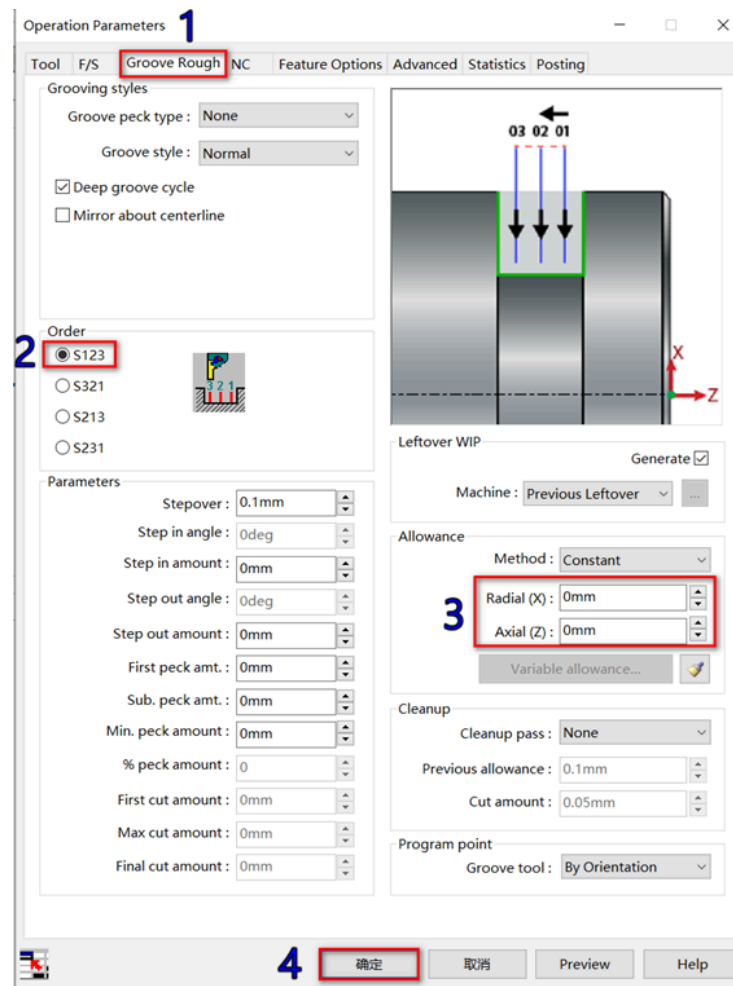 1
Operation Parameters
Tool F/S Groove Rough NC Feature Options Advanced Statistics Posting
Grooving styles
Groove peck type : None
Groove style : Normal
Deep groove cycle
Mirror about centerline
03 02 01
X
Z
Order
2
S123
S321
S213
S231
3 2 1
Parameters
Stepover : 0.1mm
Step in angle : 0deg
Step in amount : 0mm
Step out angle : 0deg
Step out amount : 0mm
First peck amt. : 0mm
Sub. peck amt. : 0mm
Min. peck amount : 0mm
% peck amount : 0
First cut amount : 0mm
Max cut amount : 0mm
Final cut amount : 0mm
Leftover WIP
Generate
Machine : Previous Leftover ...
Allowance
Method : Constant
3
Radial (X) : 0mm
Axial (Z) : 0mm
Variable allowance...
Cleanup
Cleanup pass : None
Previous allowance : 0.1mm
Cut amount : 0.05mm
Program point
Groove tool : By Orientation
4
确定 取消 Preview Help